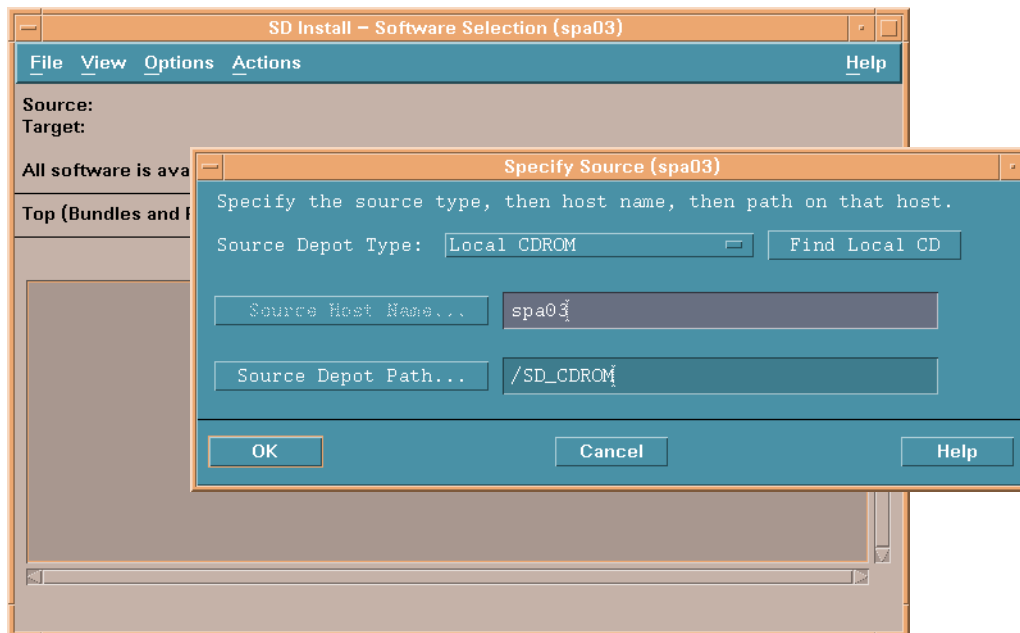 SD Install – Software Selection (spa03)
File View Options Actions Help
Source:
Target:
All software is ava
Top (Bundles and
Specify Source (spa03)
Specify the source type, then host name, then path on that host.
Source Depot Type: Local CDROM Find Local CD
Source Host Name... spa03
Source Depot Path... /SD_CDROM
OK Cancel Help